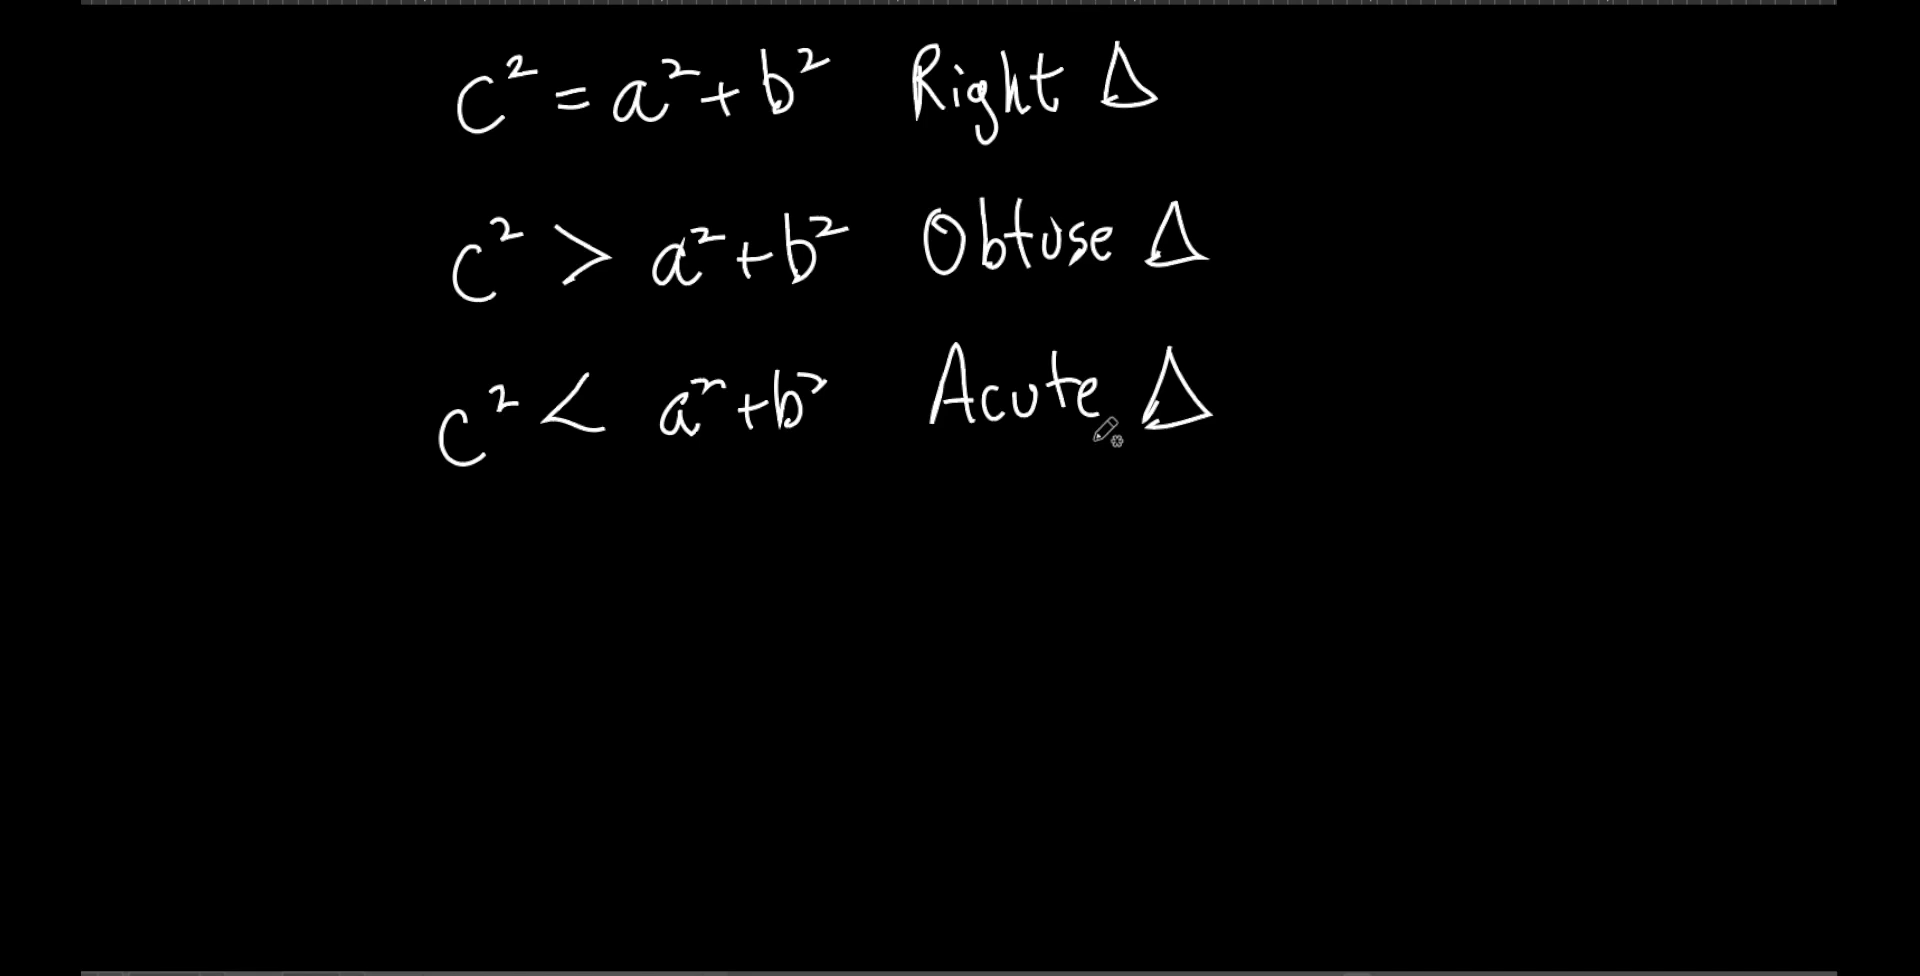 c² = a² + b² Right Δ
c² > a² + b² Obtuse Δ
c² < a² + b² Acute Δ